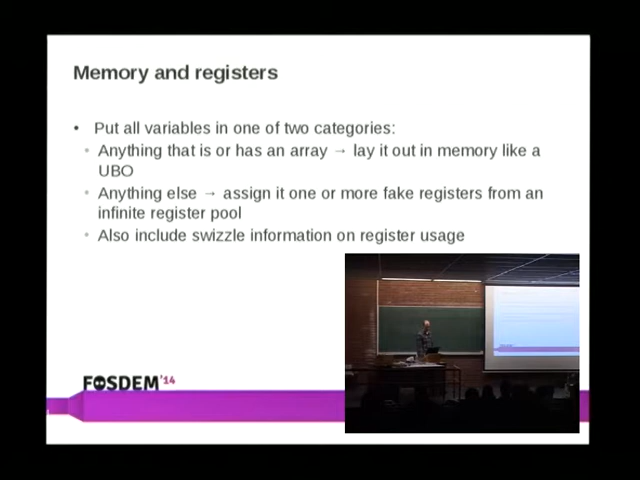 Memory and registers
• Put all variables in one of two categories:
• Anything that is or has an array → lay it out in memory like a
UBO
• Anything else → assign it one or more fake registers from an
infinite register pool
• Also include swizzle information on register usage
FOSDEM'14